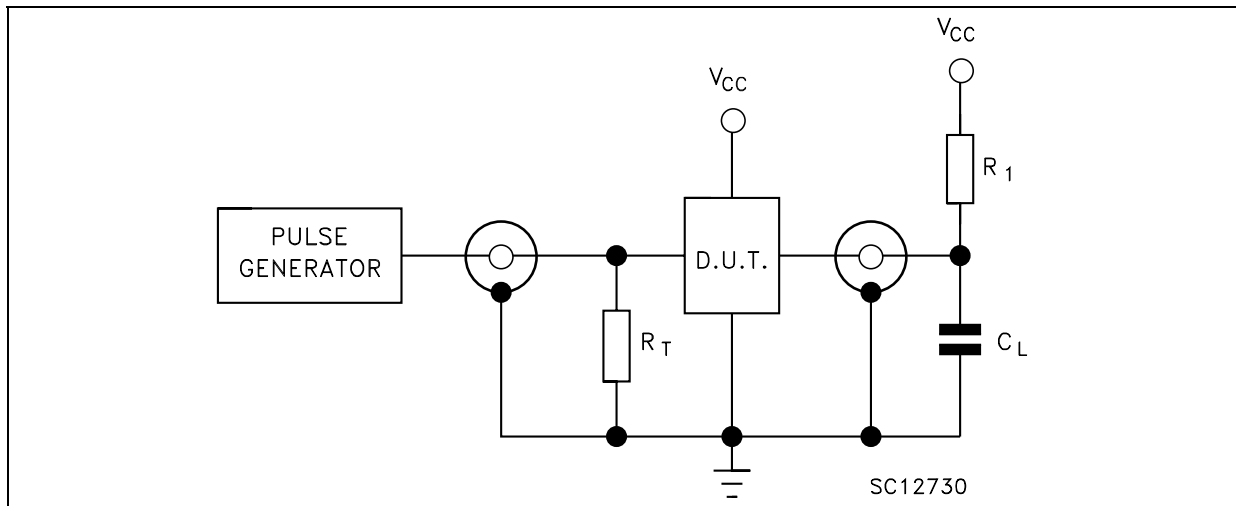 VCC
VCC
R1
PULSE
GENERATOR
D.U.T.
RT
CL
SC12730